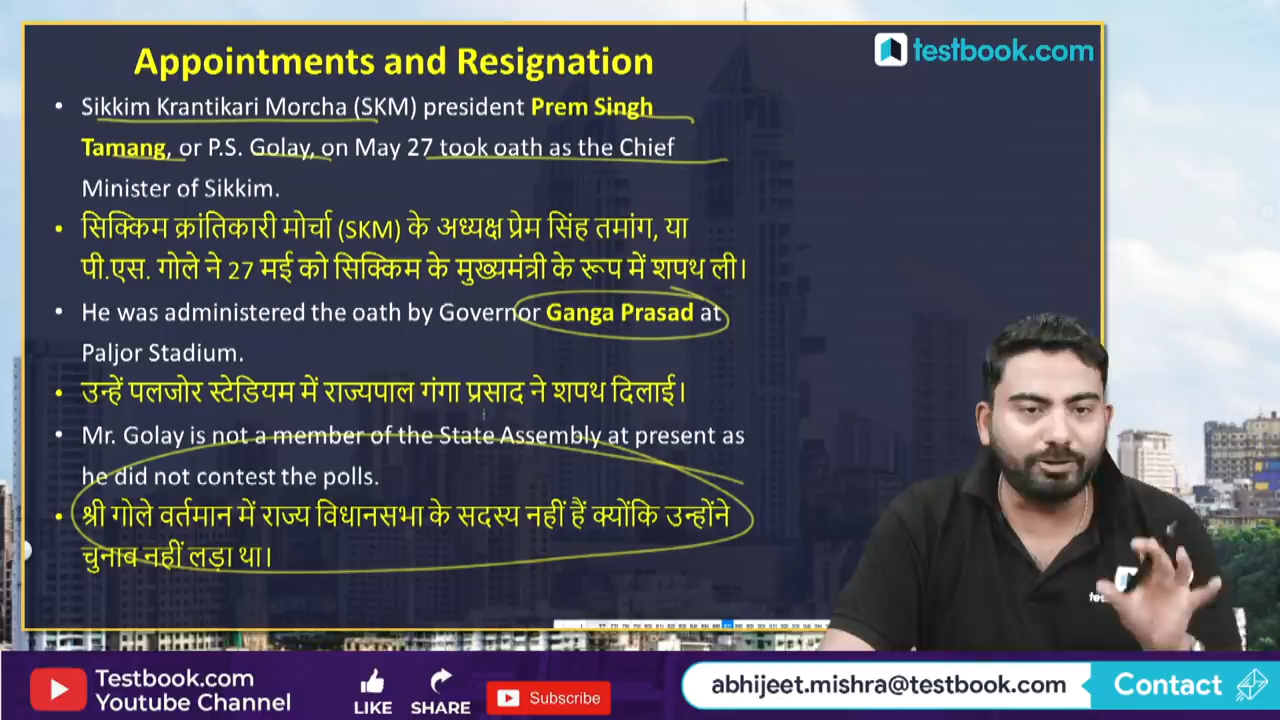 Appointments and Resignation
testbook.com
• Sikkim Krantikari Morcha (SKM) president Prem Singh
Tamang, or P.S. Golay, on May 27 took oath as the Chief
Minister of Sikkim.
• सिक्किम क्रांतिकारी मोर्चा (SKM) के अध्यक्ष प्रेम सिंह तमांग, या
पी.एस. गोले ने 27 मई को सिक्किम के मुख्यमंत्री के रूप में शपथ ली।
• He was administered the oath by Governor Ganga Prasad at
Paljor Stadium.
• उन्हें पलजोर स्टेडियम में राज्यपाल गंगा प्रसाद ने शपथ दिलाई।
• Mr. Golay is not a member of the State Assembly at present as
he did not contest the polls.
• श्री गोले वर्तमान में राज्य विधानसभा के सदस्य नहीं हैं क्योंकि उन्होंने
चुनाब नहीं लड़ा था।
tes
Testbook.com
Youtube Channel
LIKE
SHARE
Subscribe
abhijeet.mishra@testbook.com
Contact